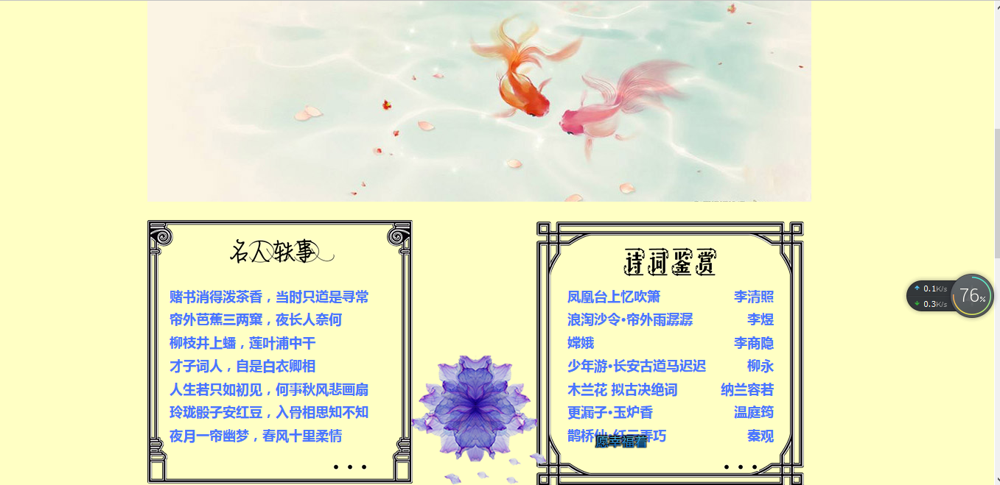 名人轶事
赌书消得泼茶香，当时只道是寻常
帘外芭蕉三两窠，夜长人奈何
柳枝井上蟠，莲叶浦中干
才子词人，自是白衣卿相
人生若只如初见，何事秋风悲画扇
玲珑骰子安红豆，入骨相思知不知
夜月一帘幽梦，春风十里柔情
• • •
诗词鉴赏
凤凰台上忆吹箫 李清照
浪淘沙令•帘外雨潺潺 李煜
嫦娥 李商隐
少年游•长安古道马迟迟 柳永
木兰花 拟古决绝词 纳兰容若
更漏子•玉炉香 温庭筠
鹊桥仙•纤云弄巧 秦观
愿幸福着
• • •
0.1K/s
0.3K/s
76%